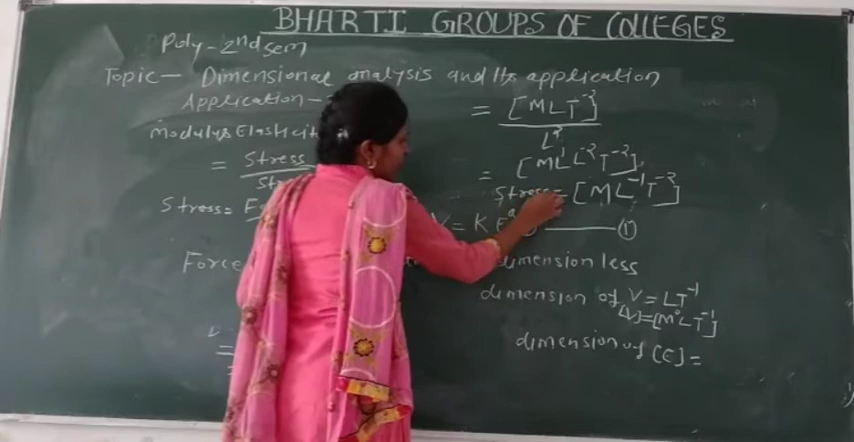 BHARTI GROUPS OF COLLEGES
Poly-2nd sem
Topic— Dimensional analysis and Its application
Application-
Modulus Elasticit
= Stress
Stress=
Force
= [MLT⁻²]
L²
= [ML¹L⁻²T⁻²]
Stress= [ML⁻¹T⁻²]
V = K E ——— ①
dimension less
dimension of V = LT⁻¹
[V]=[M⁰LT⁻¹]
dimension of [E] =